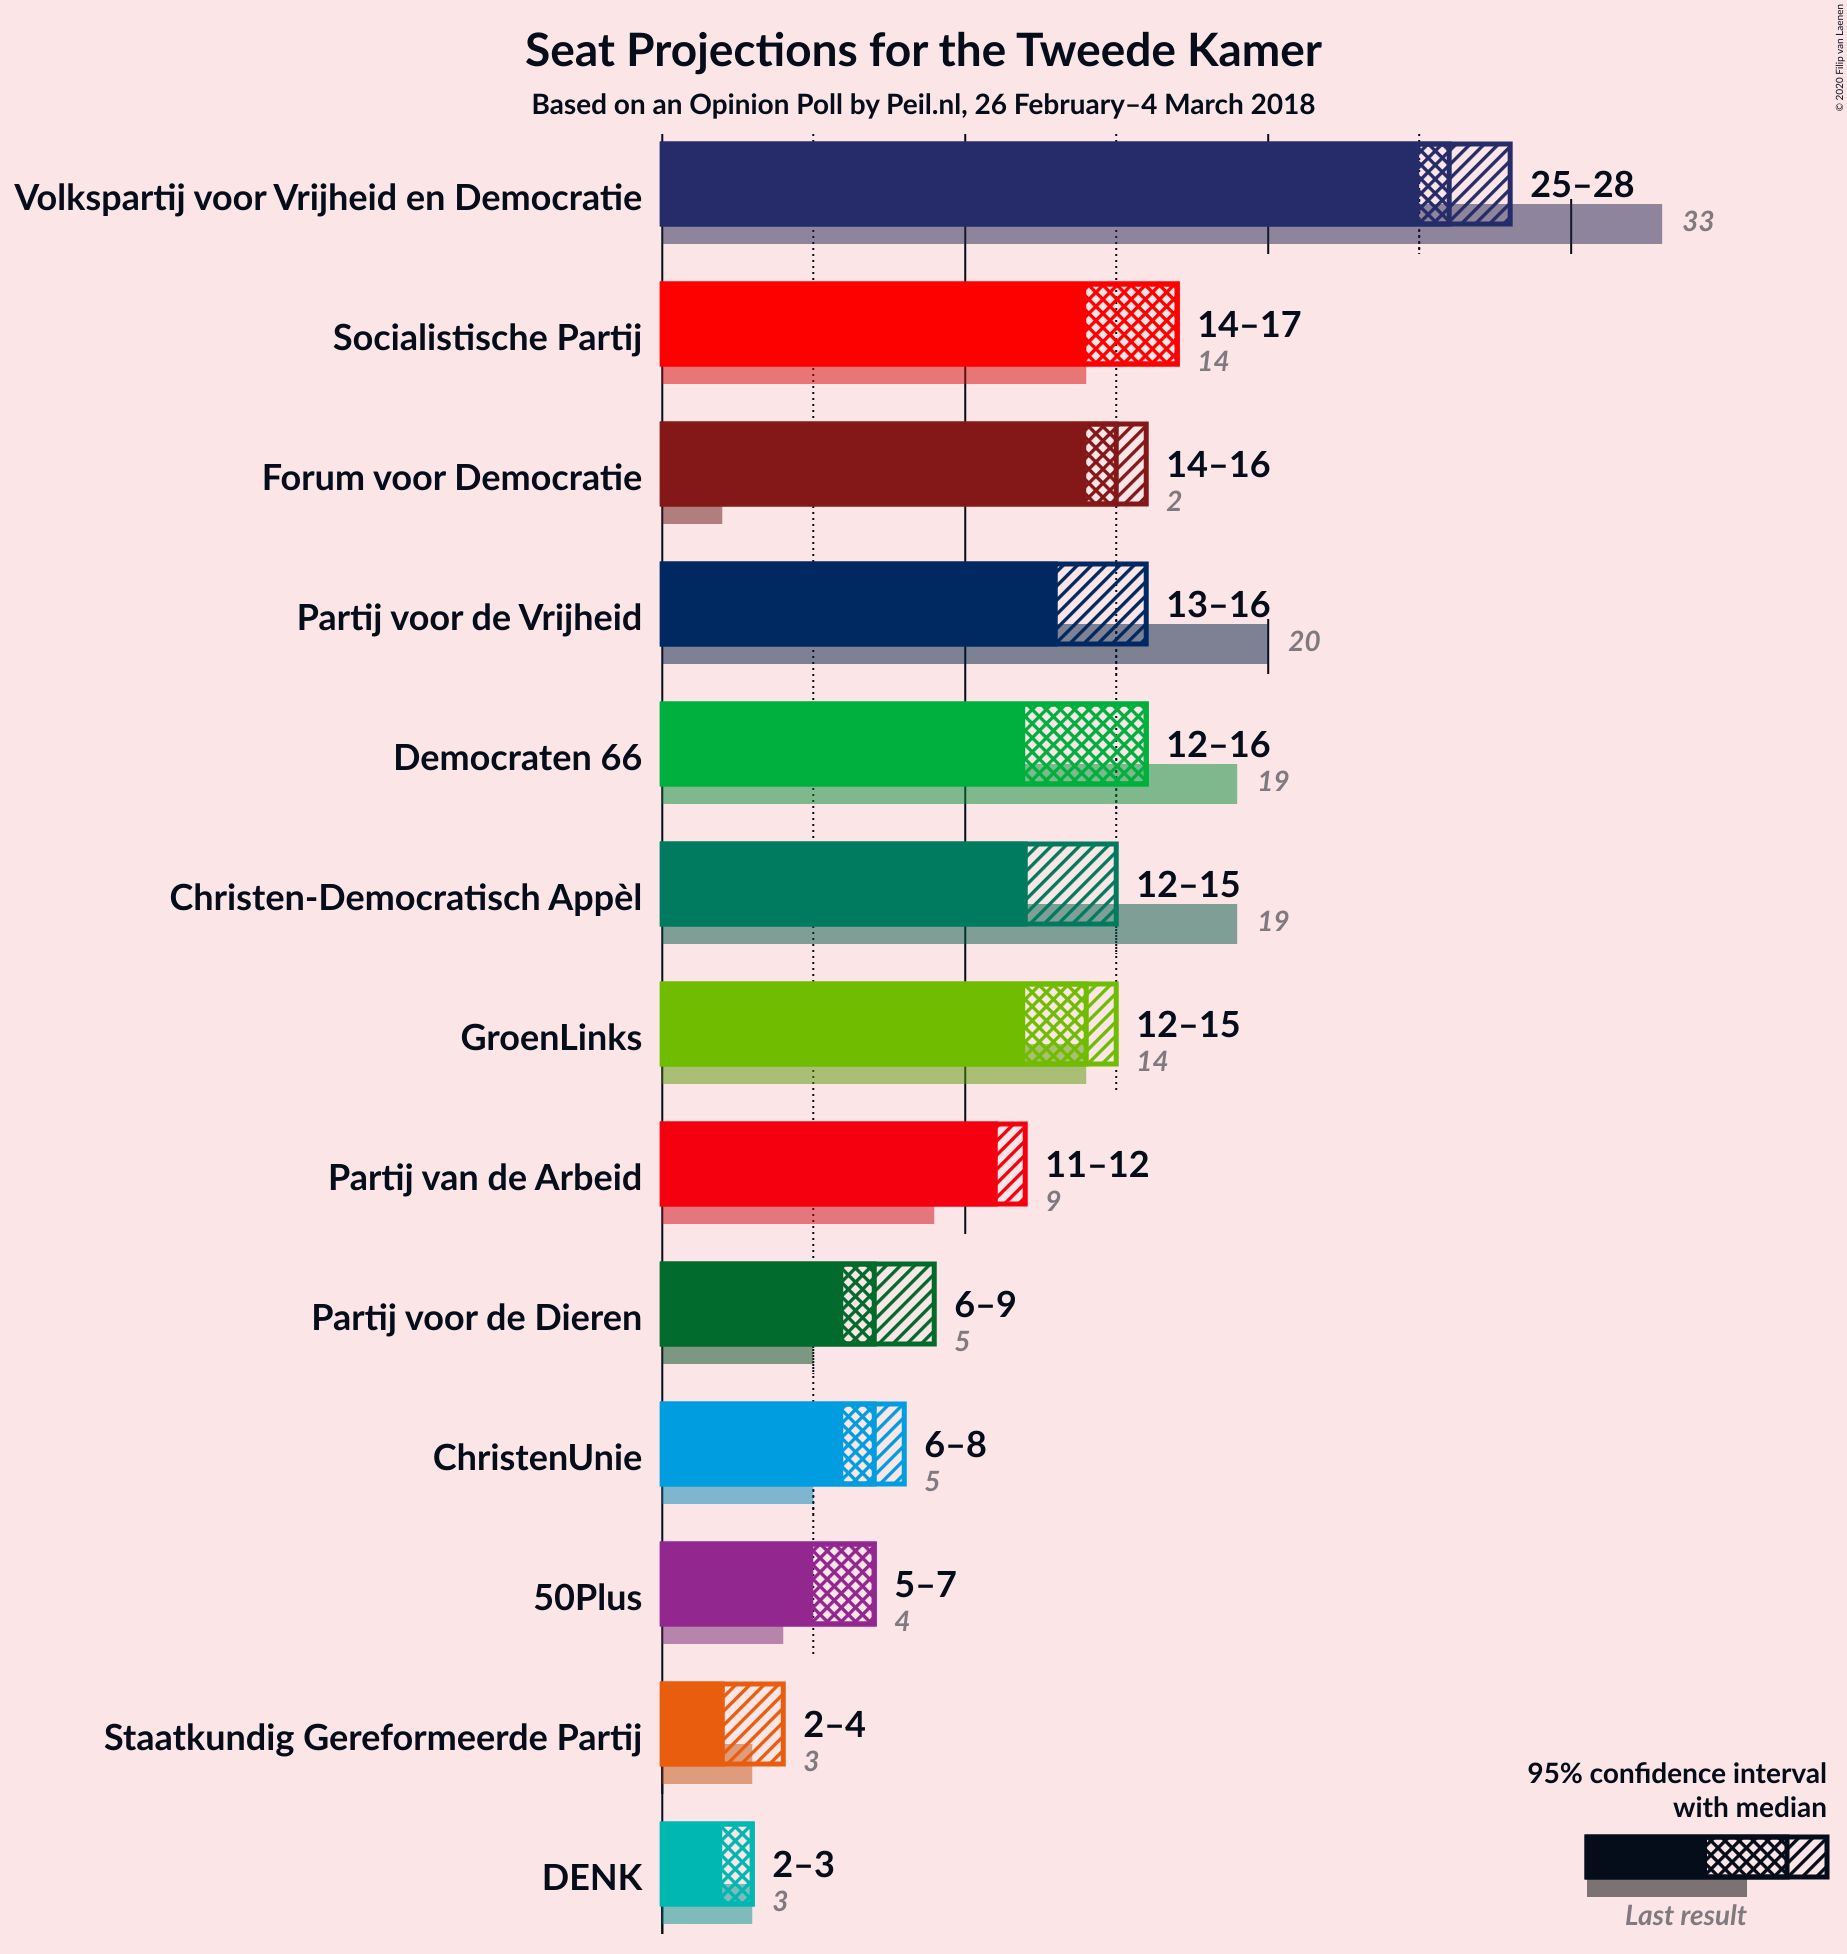 Seat Projections for the Tweede Kamer
Based on an Opinion Poll by Peil.nl, 26 February–4 March 2018
© 2020 Filip van Laenen
Volkspartij voor Vrijheid en Democratie
25–28
33
Socialistische Partij
14–17
14
Forum voor Democratie
14–16
2
Partij voor de Vrijheid
13–16
20
Democraten 66
12–16
19
Christen-Democratisch Appèl
12–15
19
GroenLinks
12–15
14
Partij van de Arbeid
11–12
9
Partij voor de Dieren
6–9
5
ChristenUnie
6–8
5
50Plus
5–7
4
Staatkundig Gereformeerde Partij
2–4
3
DENK
2–3
3
95% confidence interval
with median
Last result